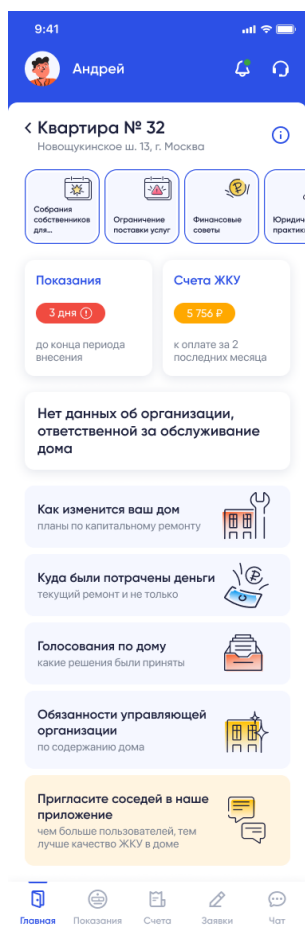 9:41
Андрей
Квартира № 32
Новощукинское ш. 13, г. Москва
Собрания
собственников
для...
Ограничение
поставки услуг
Финансовые
советы
Юридич
практик
Показания
3 дня
до конца периода
внесения
Счета ЖКУ
5 756 ₽
к оплате за 2
последних месяца
Нет данных об организации,
ответственной за обслуживание
дома
Как изменится ваш дом
планы по капитальному ремонту
Куда были потрачены деньги
текущий ремонт и не только
Голосования по дому
какие решения были приняты
Обязанности управляющей
организации
по содержанию дома
Пригласите соседей в наше
приложение
чем больше пользователей, тем
лучше качество ЖКУ в доме
Главная
Показания
Счета
Заявки
Чат